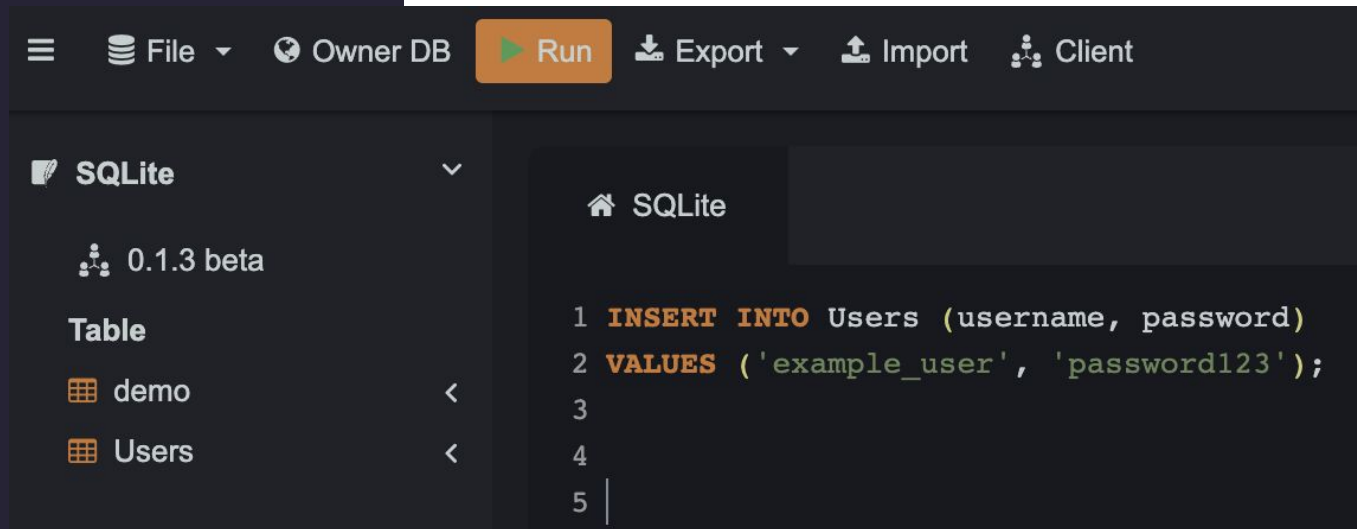 File Owner DB Run Export Import Client
SQLite
0.1.3 beta
Table
demo
Users
SQLite
1 INSERT INTO Users (username, password)
2 VALUES ('example_user', 'password123');
3
4
5